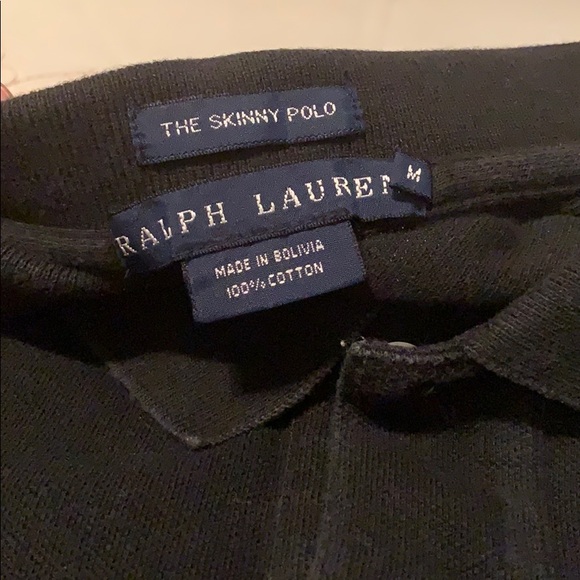 THE SKINNY POLO
RALPH LAUREN
M
MADE IN BOLIVIA
100% COTTON